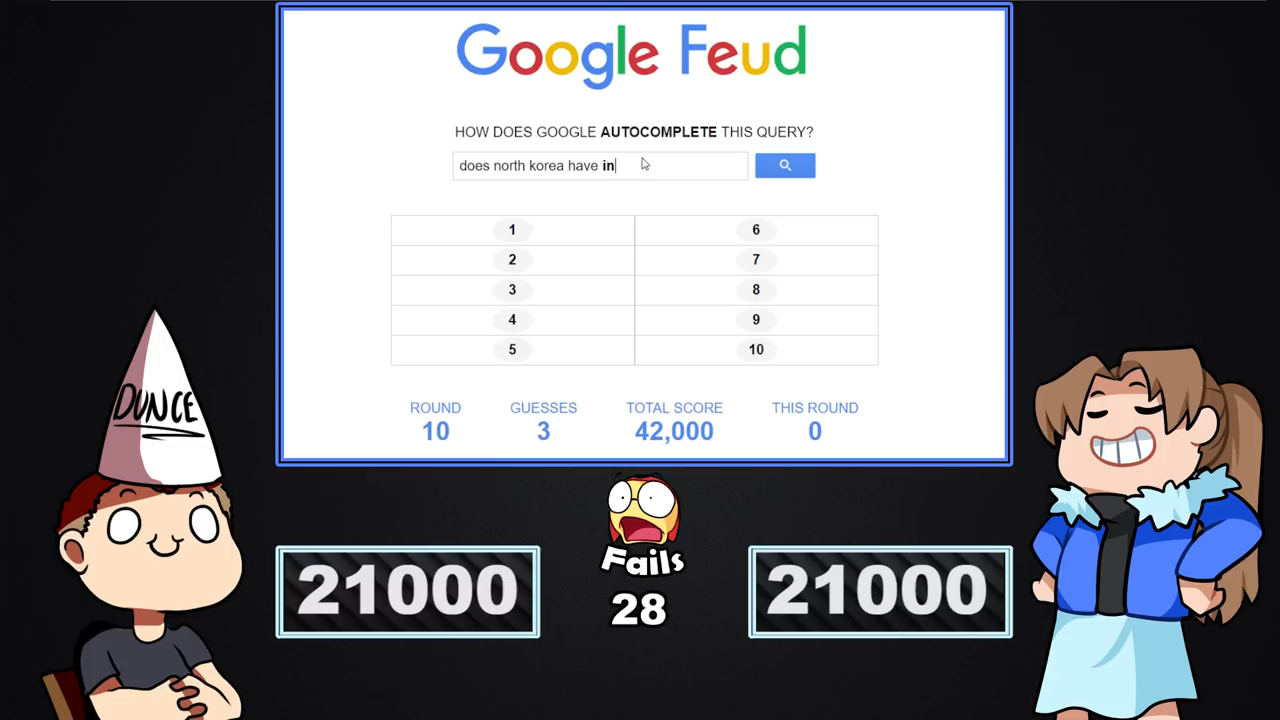 Google Feud
HOW DOES GOOGLE AUTOCOMPLETE THIS QUERY?
does north korea have in
1 6
2 7
3 8
4 9
5 10
ROUND GUESSES TOTAL SCORE THIS ROUND
10 3 42,000 0
DUNCE
Fails
21000 28 21000